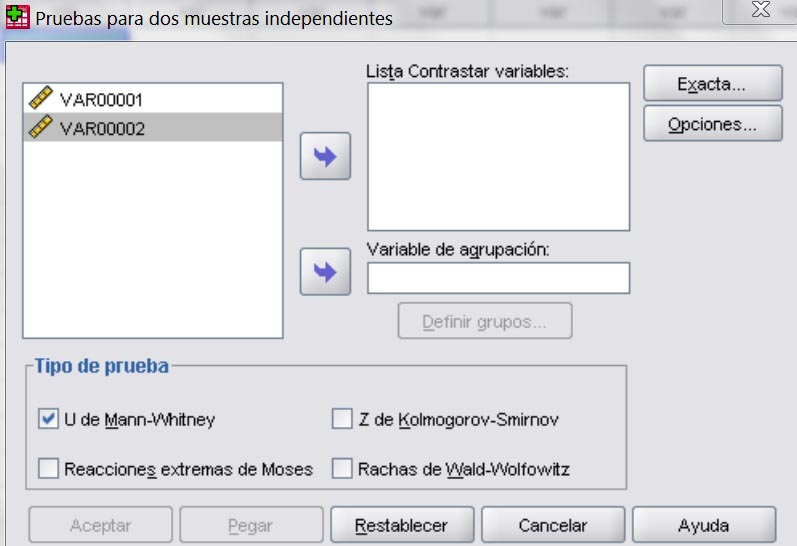 Pruebas para dos muestras independientes
VAR00001
VAR00002
Lista Contrastar variables:
Exacta...
Opciones...
Variable de agrupación:
Definir grupos...
Tipo de prueba
U de Mann-Whitney
Z de Kolmogorov-Smirnov
Reacciones extremas de Moses
Rachas de Wald-Wolfowitz
Aceptar
Pegar
Restablecer
Cancelar
Ayuda